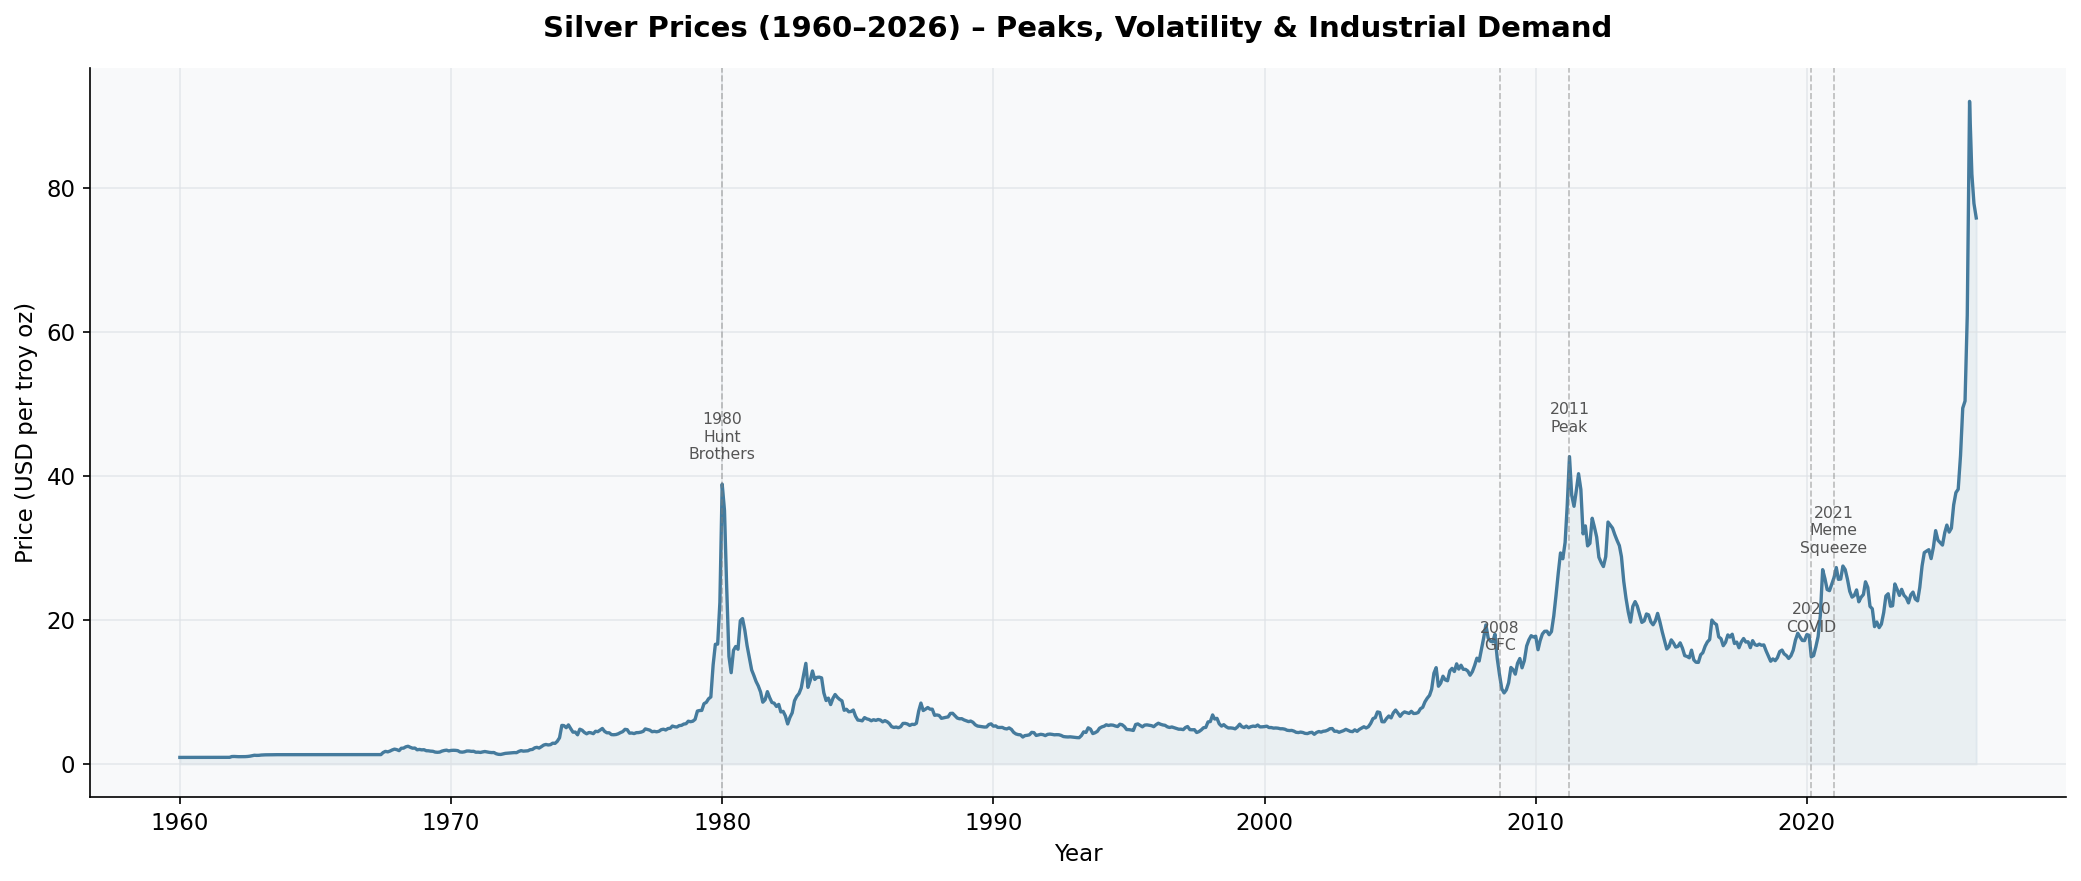 Silver Prices (1960–2026) – Peaks, Volatility & Industrial Demand
Price (USD per troy oz)
80
60
40
20
0
1980
Hunt
Brothers
2008
GFC
2011
Peak
2020
COVID
2021
Meme
Squeeze
1960
1970
1980
1990
2000
2010
2020
Year